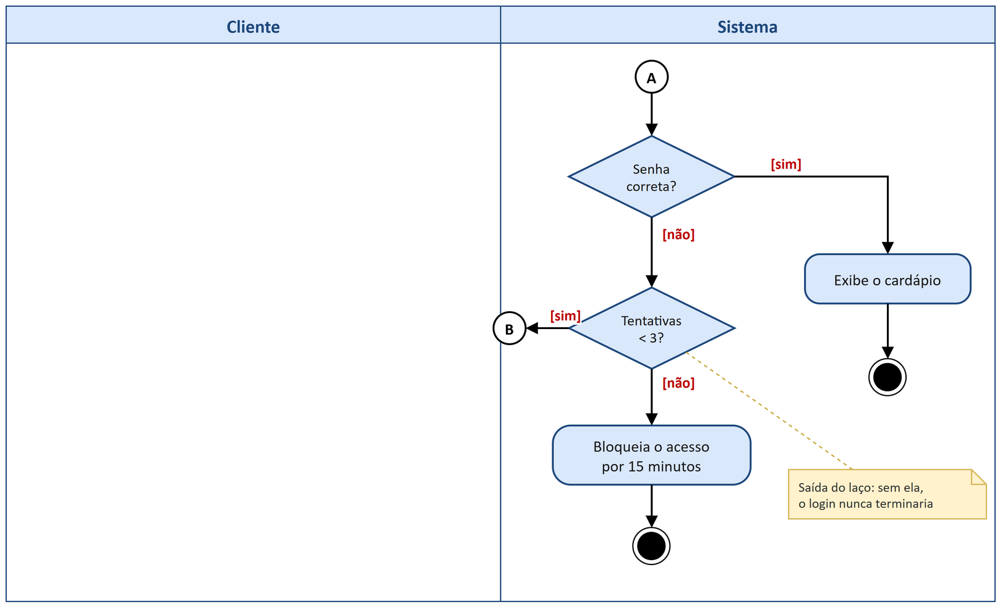 Cliente
Sistema
A
Senha
correta?
[sim]
[não]
Exibe o cardápio
[sim]
B
Tentativas
< 3?
[não]
Bloqueia o acesso
por 15 minutos
Saída do laço: sem ela,
o login nunca terminaria